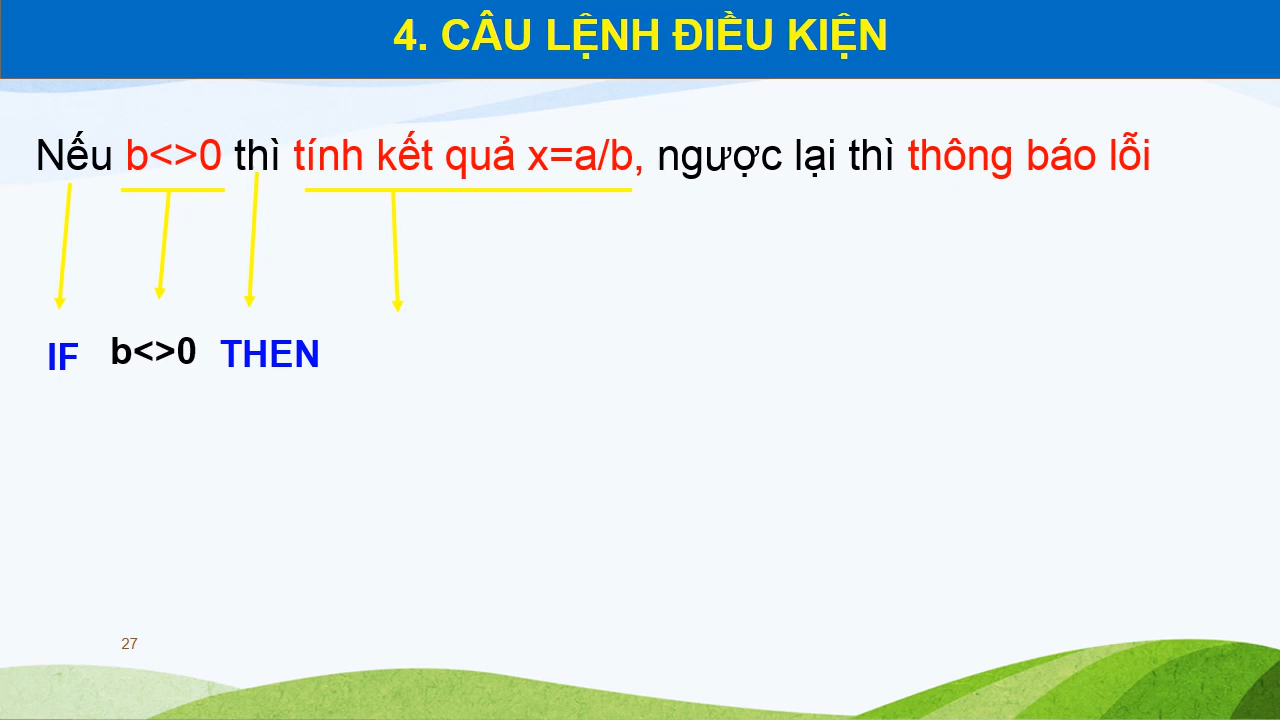 4. CÂU LỆNH ĐIỀU KIỆN
Nếu b<>0 thì tính kết quả x=a/b, ngược lại thì thông báo lỗi
IF b<>0 THEN
27